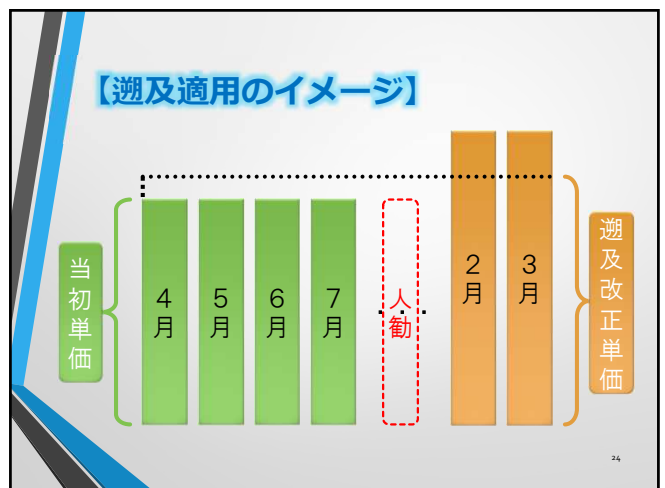 【遡及適用のイメージ】
当初単価
4月
5月
6月
7月
・・・
人勧
2月
3月
遡及改正単価
24